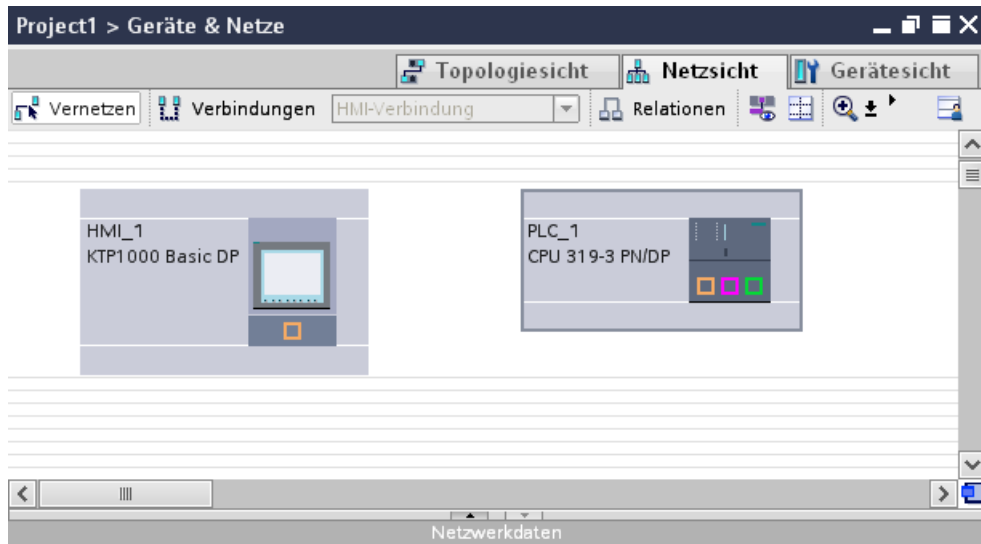 Project1 > Geräte & Netze
Topologiesicht
Netzsicht
Gerätesicht
Vernetzen
Verbindungen
HMI-Verbindung
Relationen
HMI_1
KTP1000 Basic DP
PLC_1
CPU 319-3 PN/DP
Netzwerkdaten